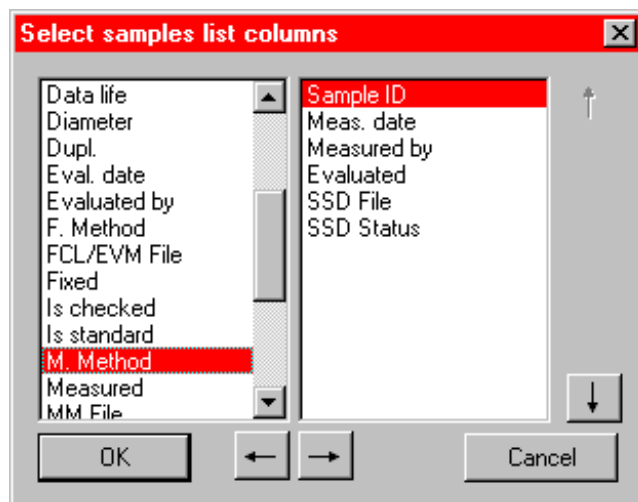 Select samples list columns
Data life
Diameter
Dupl.
Eval. date
Evaluated by
F. Method
FCL/EVM File
Fixed
Is checked
Is standard
M. Method
Measured
MM File
Sample ID
Meas. date
Measured by
Evaluated
SSD File
SSD Status
OK
Cancel